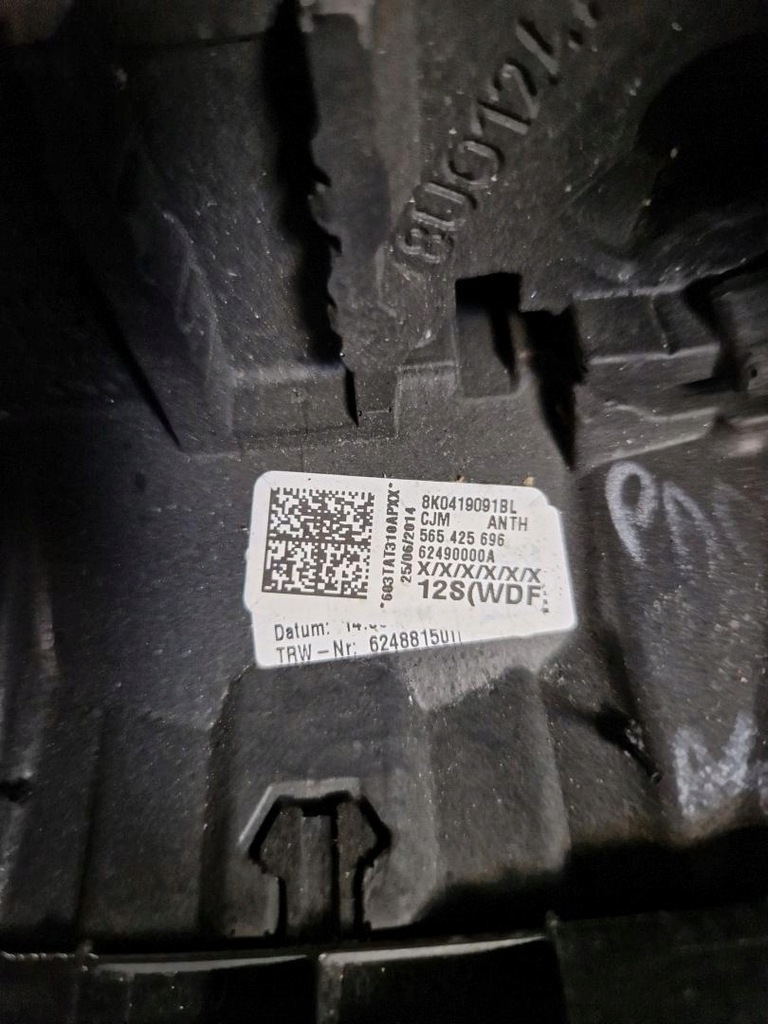 8K0419091BL
CJM ANTH
565 425 696
62490000A
X/X/X/X/X/X
12S(WDF
*603TAT310APXX*
25/06/2014
Datum:
TRW-Nr: